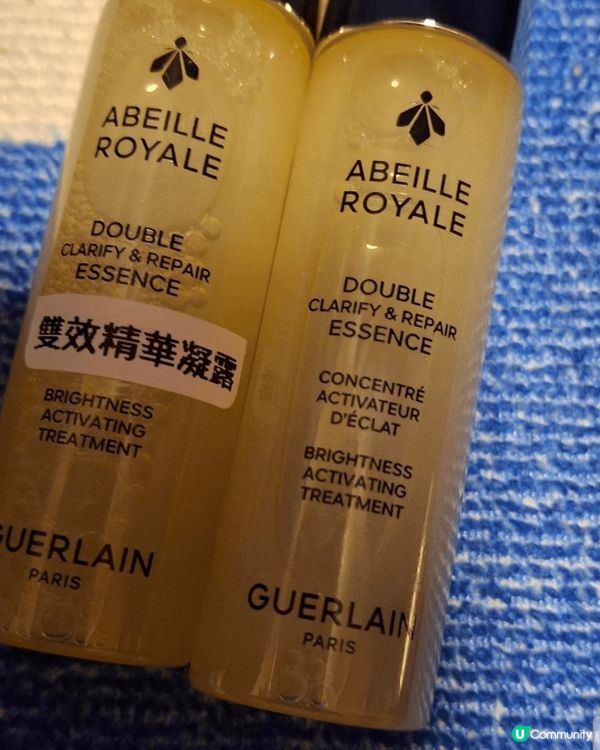 ABEILLE
ROYALE
DOUBLE
CLARIFY & REPAIR
ESSENCE
雙效精華凝露
BRIGHTNESS
ACTIVATING
TREATMENT
GUERLAIN
PARIS
ABEILLE
ROYALE
DOUBLE
CLARIFY & REPAIR
ESSENCE
CONCENTRÉ
ACTIVATEUR
D'ÉCLAT
BRIGHTNESS
ACTIVATING
TREATMENT
GUERLAIN
PARIS
U Community